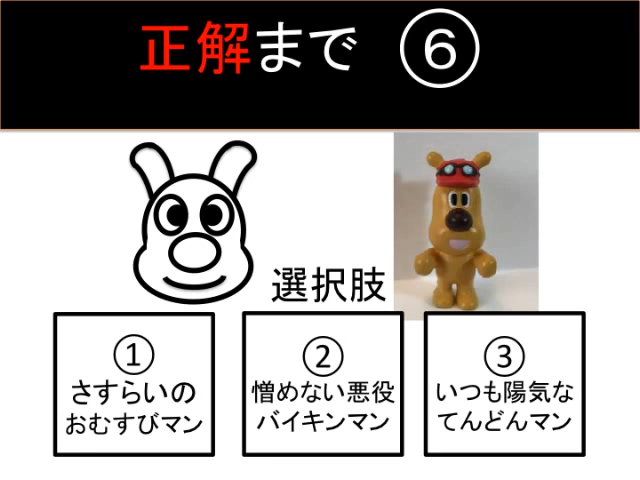 正解まで ⑥
選択肢
①
さすらいの
おむすびマン
②
憎めない悪役
バイキンマン
③
いつも陽気な
てんどんマン